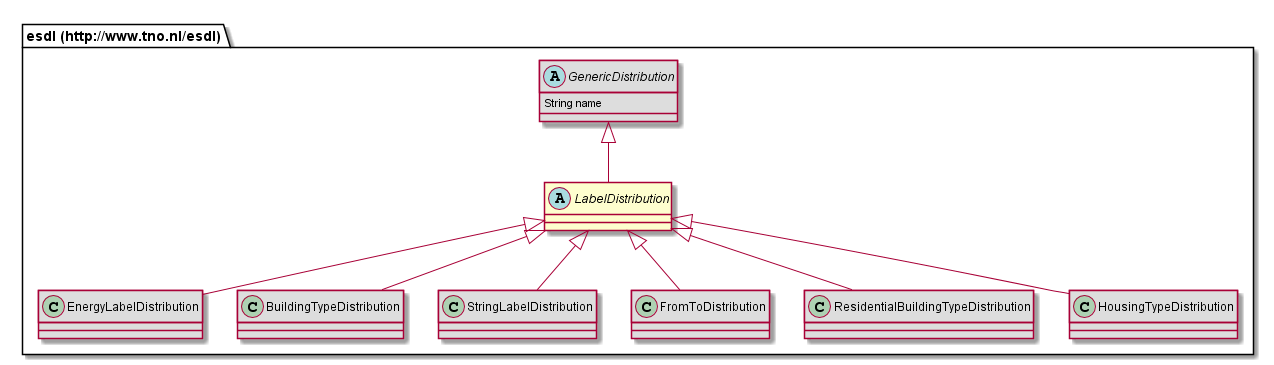 esdl (http://www.tno.nl/esdl)
A GenericDistribution
String name
A LabelDistribution
C EnergyLabelDistribution
C BuildingTypeDistribution
C StringLabelDistribution
C FromToDistribution
C ResidentialBuildingTypeDistribution
C HousingTypeDistribution